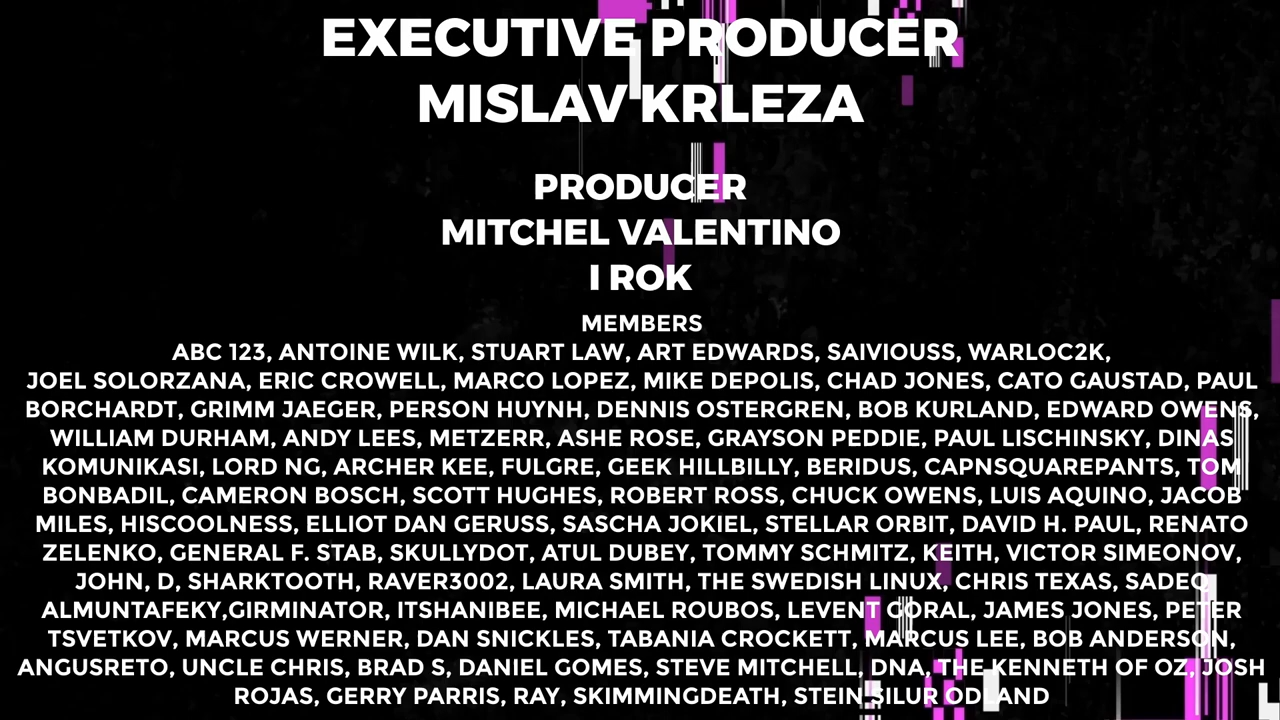 EXECUTIVE PRODUCER
MISLAV KRLEZA
PRODUCER
MITCHEL VALENTINO
I ROK
MEMBERS
ABC 123, ANTOINE WILK, STUART LAW, ART EDWARDS, SAIVIOUSS, WARLOC2K,
JOEL SOLORZANA, ERIC CROWELL, MARCO LOPEZ, MIKE DEPOLIS, CHAD JONES, CATO GAUSTAD, PAUL
BORCHARDT, GRIMM JAEGER, PERSON HUYNH, DENNIS OSTERGREN, BOB KURLAND, EDWARD OWENS,
WILLIAM DURHAM, ANDY LEES, METZERR, ASHE ROSE, GRAYSON PEDDIE, PAUL LISCHINSKY, DINAS
KOMUNIKASI, LORD NG, ARCHER KEE, FULGRE, GEEK HILLBILLY, BERIDUS, CAPNSQUAREPANTS, TOM
BONBADIL, CAMERON BOSCH, SCOTT HUGHES, ROBERT ROSS, CHUCK OWENS, LUIS AQUINO, JACOB
MILES, HISCOOLNESS, ELLIOT DAN GERUSS, SASCHA JOKIEL, STELLAR ORBIT, DAVID H. PAUL, RENATO
ZELENKO, GENERAL F. STAB, SKULLYDOT, ATUL DUBEY, TOMMY SCHMITZ, KEITH, VICTOR SIMEONOV,
JOHN, D, SHARKTOOTH, RAVER3002, LAURA SMITH, THE SWEDISH LINUX, CHRIS TEXAS, SADEQ
ALMUNTAFEKY,GIRMINATOR, ITSHANIBEE, MICHAEL ROUBOS, LEVENT GORAL, JAMES JONES, PETER
TSVETKOV, MARCUS WERNER, DAN SNICKLES, TABANIA CROCKETT, MARCUS LEE, BOB ANDERSON,
ANGUSRETO, UNCLE CHRIS, BRAD S, DANIEL GOMES, STEVE MITCHELL, DNA, THE KENNETH OF OZ, JOSH
ROJAS, GERRY PARRIS, RAY, SKIMMINGDEATH, STEIN SILUR ODLAND